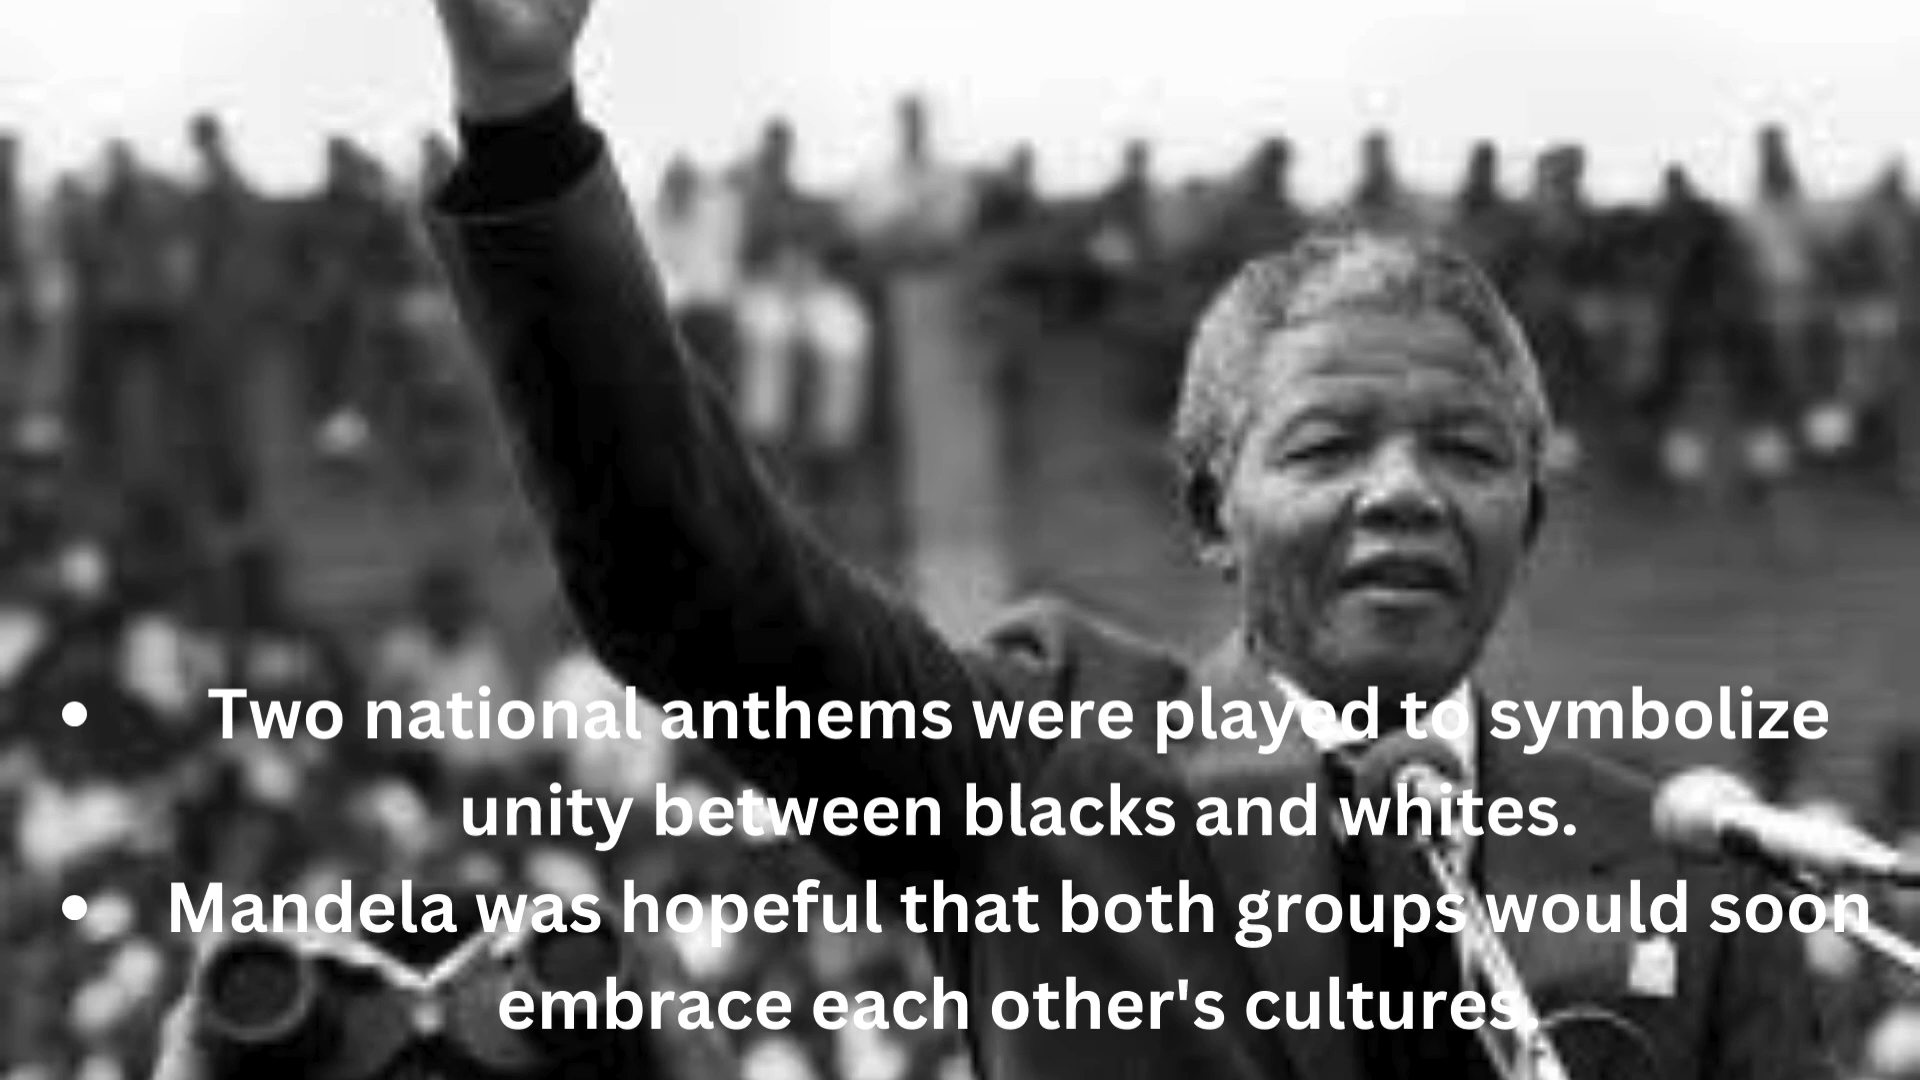 • Two national anthems were played to symbolize
unity between blacks and whites.
• Mandela was hopeful that both groups would soon
embrace each other's cultures.